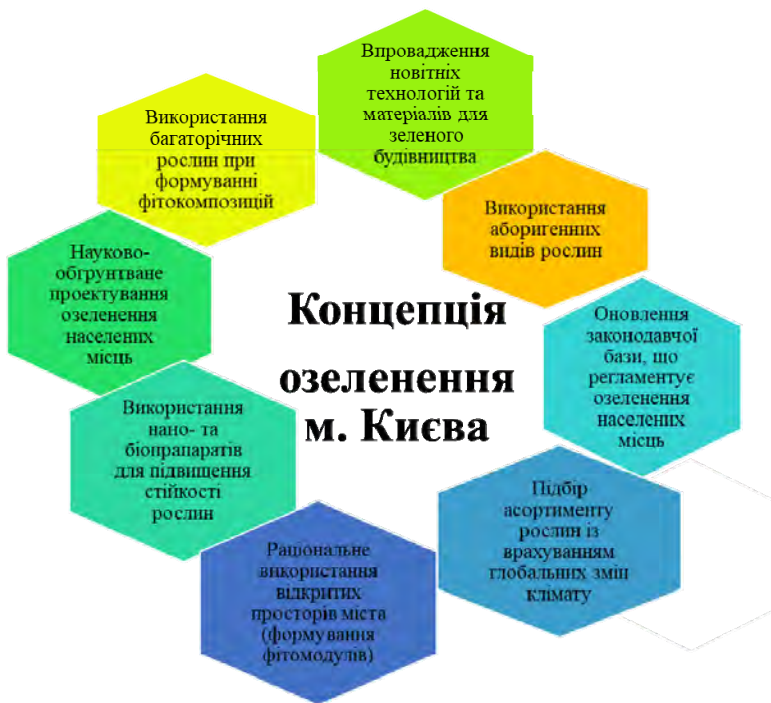 Впровадження
новітніх
технологій та
матеріалів для
зеленого
будівництва
Використання
аборигенних
видів рослин
Оновлення
законодавчої
бази, що
регламентує
озеленення
населених
місць
Підбір
асортименту
рослин із
врахуванням
глобальних змін
клімату
Раціональне
використання
відкритих
просторів міста
(формування
фітомодулів)
Використання
нано- та
біопрапаратів
для підвищення
стійкості
рослин
Науково-
обгрунтване
проектування
озеленення
населених
місць
Використання
багаторічних
рослин при
формуванні
фітокомпозицій
Концепція
озеленення
м. Києва